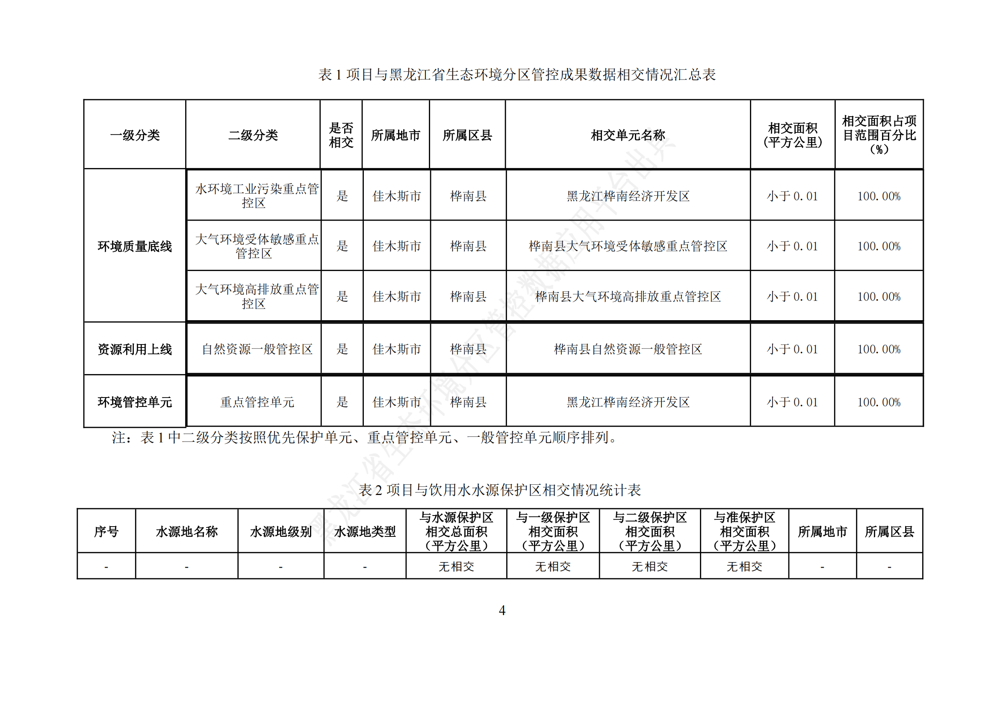 表 1 项目与黑龙江省生态环境分区管控成果数据相交情况汇总表
一级分类 二级分类 是否相交 所属地市 所属区县 相交单元名称 相交面积(平方公里) 相交面积占项目范围百分比（%）
环境质量底线 水环境工业污染重点管控区 是 佳木斯市 桦南县 黑龙江桦南经济开发区 小于 0.01 100.00%
大气环境受体敏感重点管控区 是 佳木斯市 桦南县 桦南县大气环境受体敏感重点管控区 小于 0.01 100.00%
大气环境高排放重点管控区 是 佳木斯市 桦南县 桦南县大气环境高排放重点管控区 小于 0.01 100.00%
资源利用上线 自然资源一般管控区 是 佳木斯市 桦南县 桦南县自然资源一般管控区 小于 0.01 100.00%
环境管控单元 重点管控单元 是 佳木斯市 桦南县 黑龙江桦南经济开发区 小于 0.01 100.00%
注：表 1 中二级分类按照优先保护单元、重点管控单元、一般管控单元顺序排列。
表 2 项目与饮用水水源保护区相交情况统计表
序号 水源地名称 水源地级别 水源地类型 与水源保护区相交总面积（平方公里） 与一级保护区相交面积（平方公里） 与二级保护区相交面积（平方公里） 与准保护区相交面积（平方公里） 所属地市 所属区县
- - - - 无相交 无相交 无相交 无相交 - -
4
黑龙江省生态环境分区管控数据应用平台出具